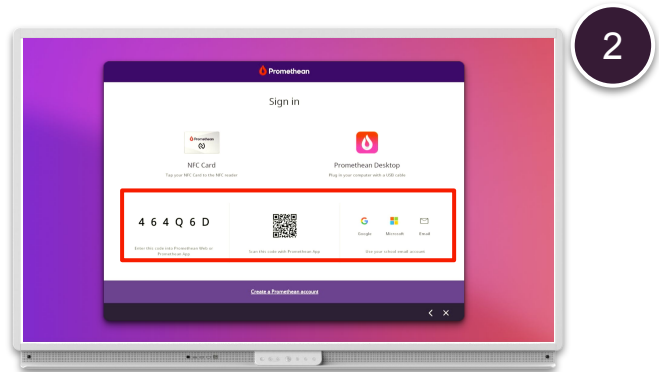 2
Promethean
Sign in
Promethean
NFC Card
Tap your NFC Card to the NFC reader
Promethean Desktop
Plug in your computer with a USB cable
4 6 4 Q 6 D
Enter this code into Promethean Web or
Promethean App
Scan this code with Promethean App
Google
Microsoft
Email
Use your school email account
Create a Promethean account